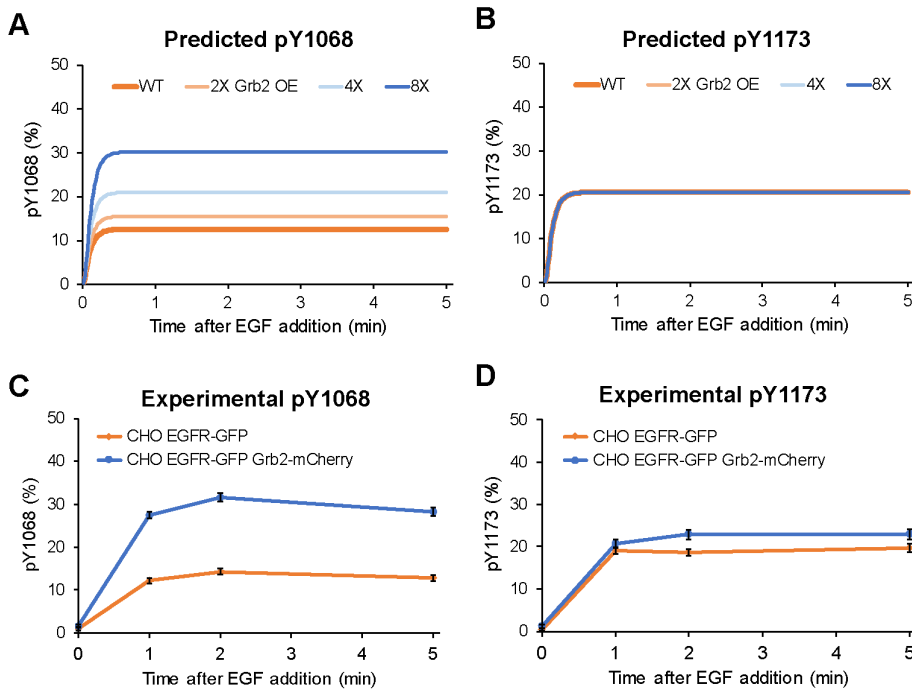 A
Predicted pY1068
WT 2X Grb2 OE 4X 8X
pY1068 (%)
50
40
30
20
10
0
0 1 2 3 4 5
Time after EGF addition (min)
B
Predicted pY1173
WT 2X Grb2 OE 4X 8X
pY1173 (%)
50
40
30
20
10
0
0 1 2 3 4 5
Time after EGF addition (min)
C
Experimental pY1068
CHO EGFR-GFP
CHO EGFR-GFP Grb2-mCherry
pY1068 (%)
50
40
30
20
10
0
0 1 2 3 4 5
Time after EGF addition (min)
D
Experimental pY1173
CHO EGFR-GFP
CHO EGFR-GFP Grb2-mCherry
pY1173 (%)
50
40
30
20
10
0
0 1 2 3 4 5
Time after EGF addition (min)